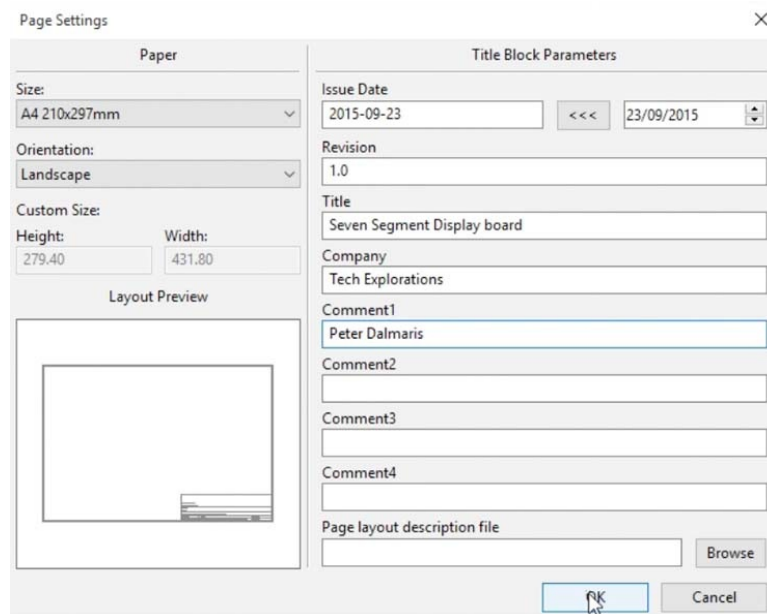 Page Settings
Paper
Size:
A4 210x297mm
Orientation:
Landscape
Custom Size:
Height: Width:
279.40 431.80
Layout Preview
Title Block Parameters
Issue Date
2015-09-23 <<< 23/09/2015
Revision
1.0
Title
Seven Segment Display board
Company
Tech Explorations
Comment1
Peter Dalmaris
Comment2
Comment3
Comment4
Page layout description file
Browse
OK Cancel